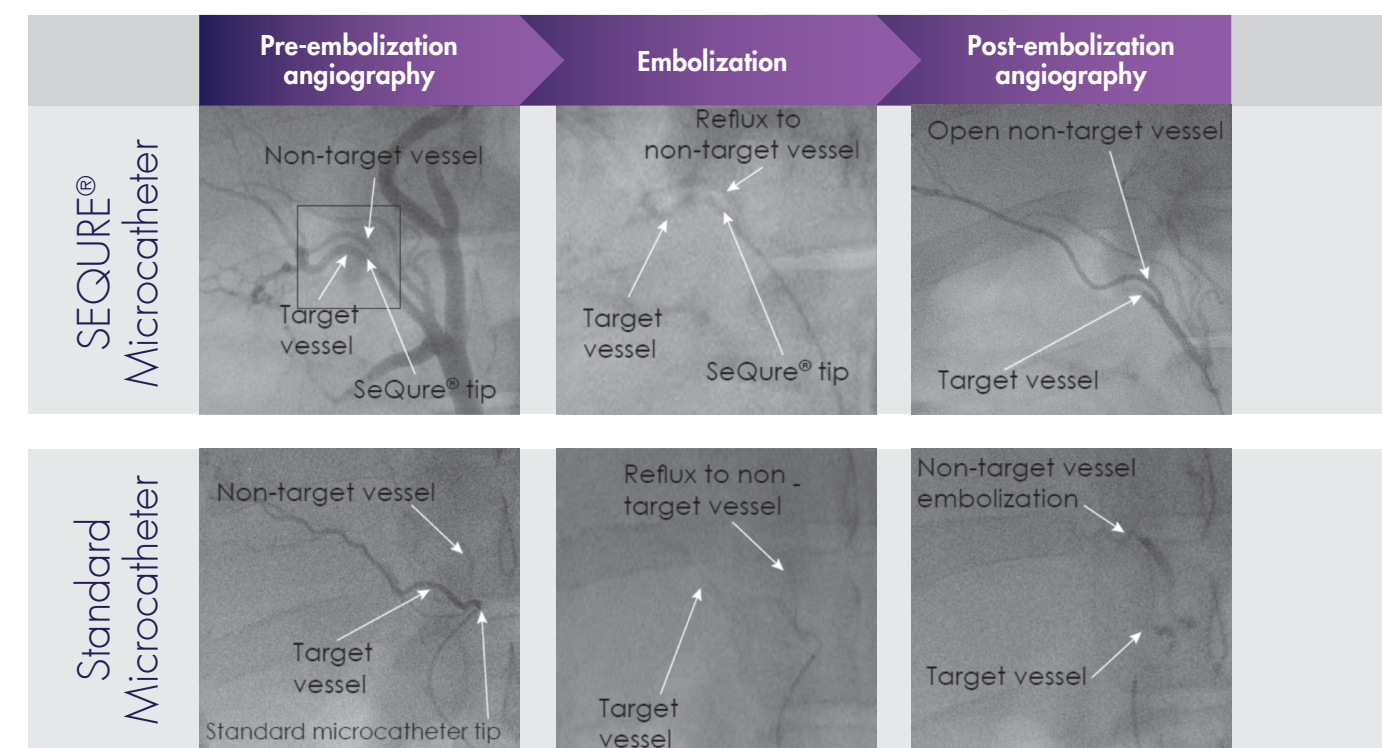 Pre-embolization
angiography
Embolization
Post-embolization
angiography
SEQURE®
Microcatheter
Non-target vessel
Target
vessel
SeQure® tip
Reflux to
non-target vessel
Target
vessel
SeQure® tip
Open non-target vessel
Target vessel
Standard
Microcatheter
Non-target vessel
Target
vessel
Standard microcatheter tip
Reflux to non -
target vessel
Target
vessel
Non-target vessel
embolization
Target vessel